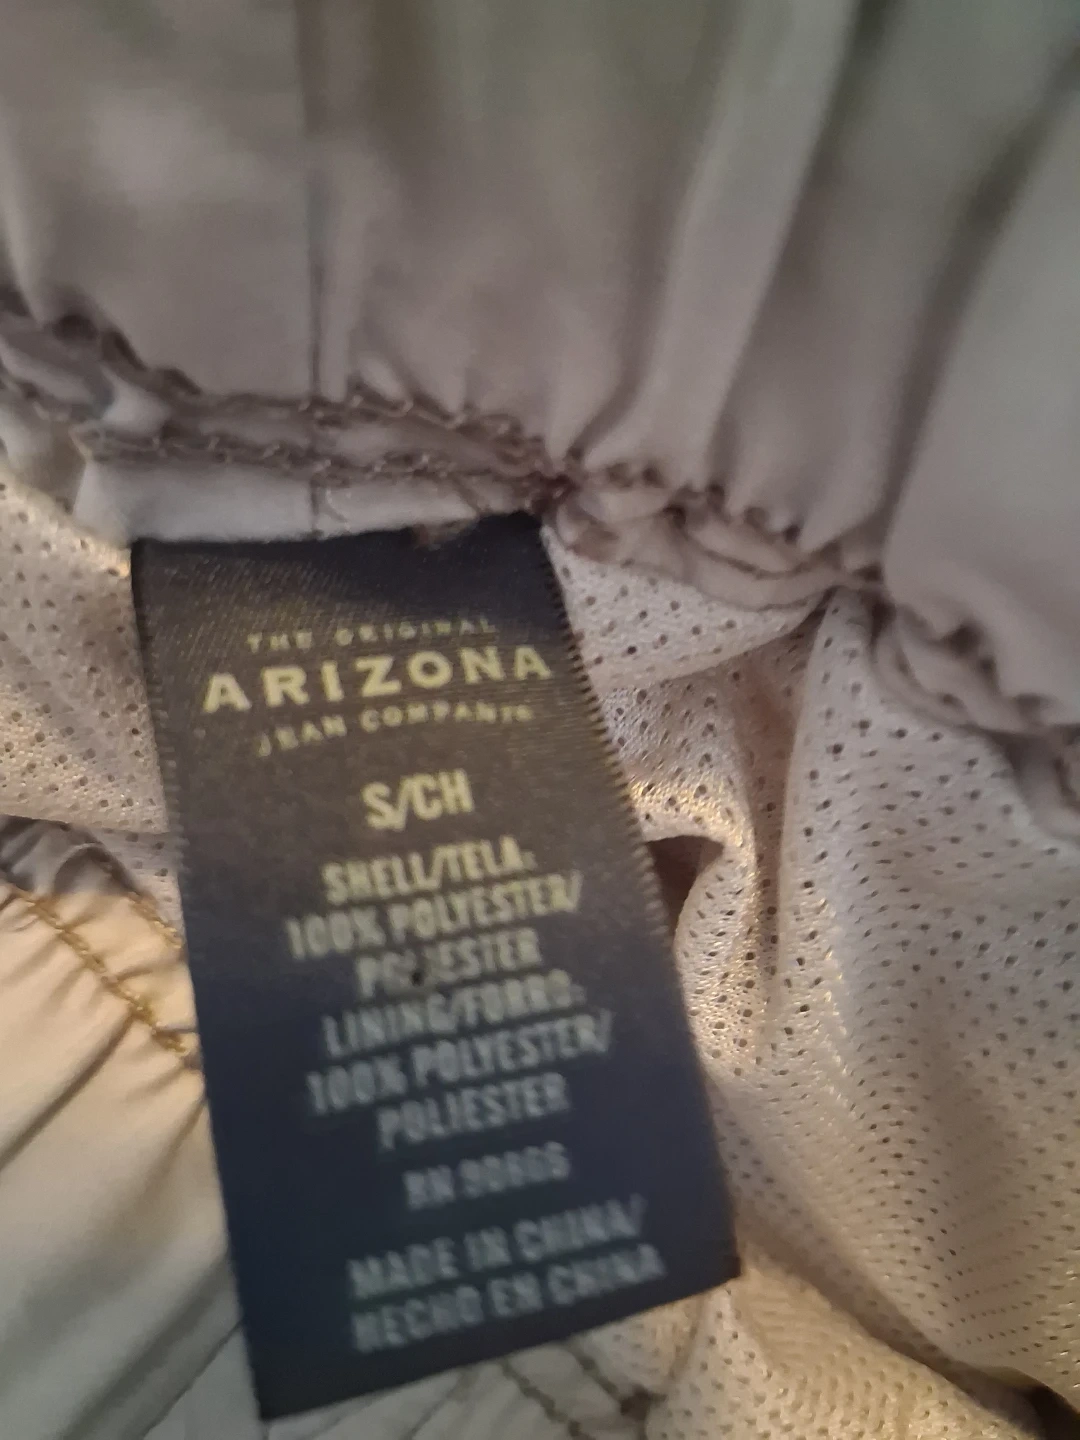 THE ORIGINAL
ARIZONA
JEAN COMPANY
S/CH
SHELL/TELA:
100% POLYESTER/
POLIESTER
LINING/FORRO:
100% POLYESTER/
POLIESTER
RN
MADE IN CHINA/
HECHO EN CHINA